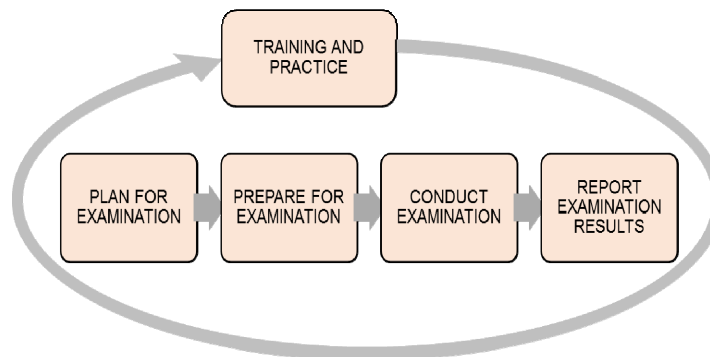 TRAINING AND
PRACTICE
PLAN FOR
EXAMINATION
PREPARE FOR
EXAMINATION
CONDUCT
EXAMINATION
REPORT
EXAMINATION
RESULTS